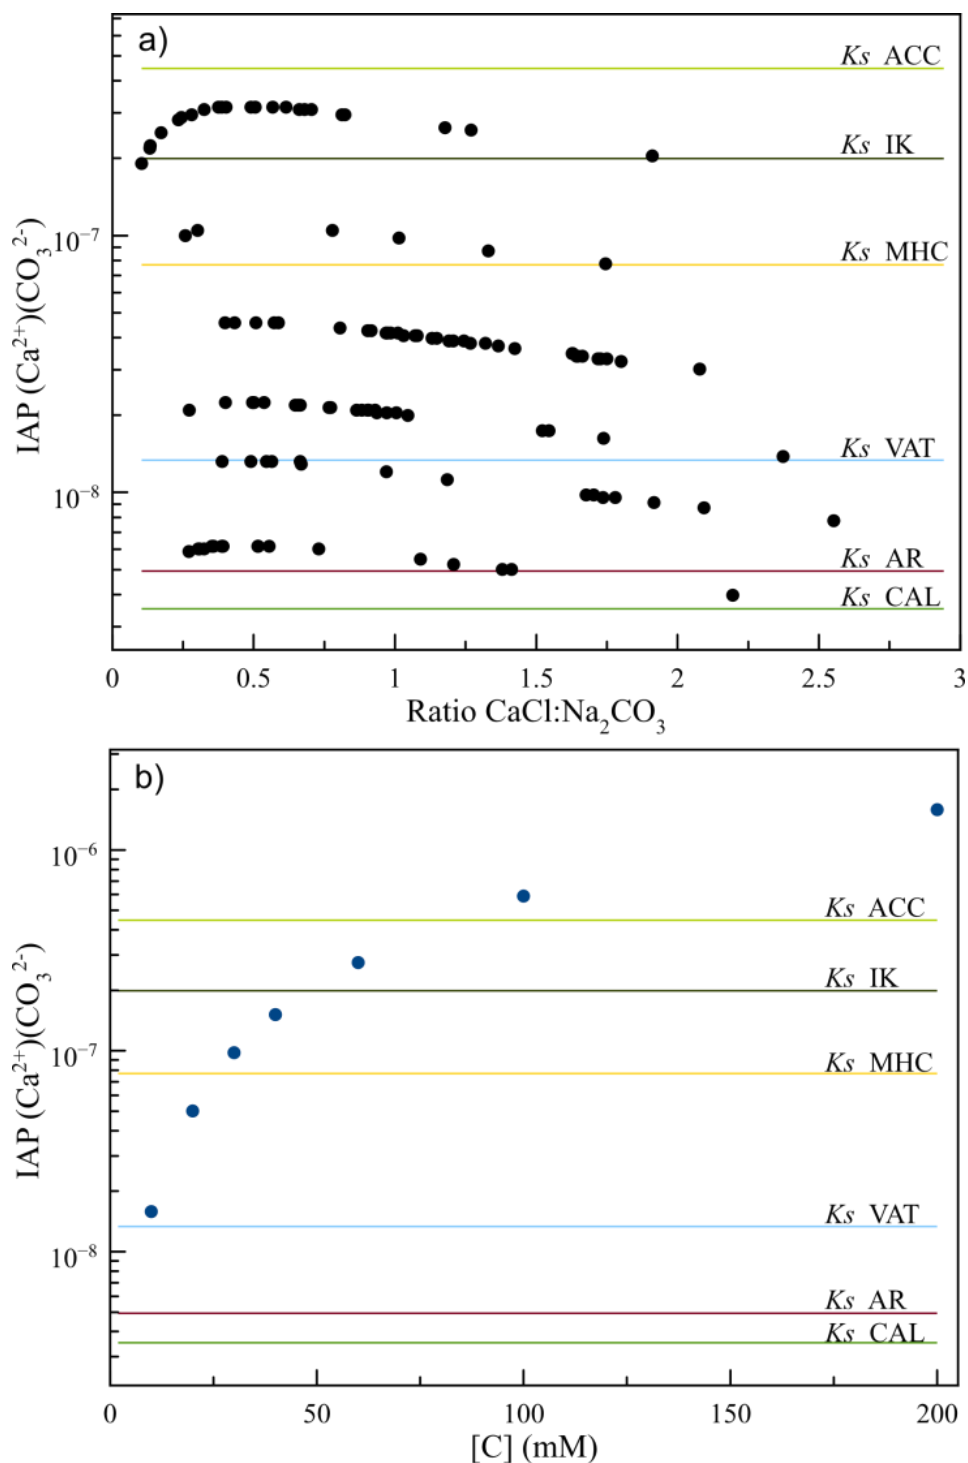 a)
Ks ACC
Ks IK
10⁻⁷
Ks MHC
IAP (Ca²⁺)(CO₃²⁻)
Ks VAT
10⁻⁸
Ks AR
Ks CAL
0 0.5 1 1.5 2 2.5 3
Ratio CaCl:Na₂CO₃
b)
10⁻⁶
Ks ACC
Ks IK
10⁻⁷
Ks MHC
IAP (Ca²⁺)(CO₃²⁻)
Ks VAT
10⁻⁸
Ks AR
Ks CAL
0 50 100 150 200
[C] (mM)